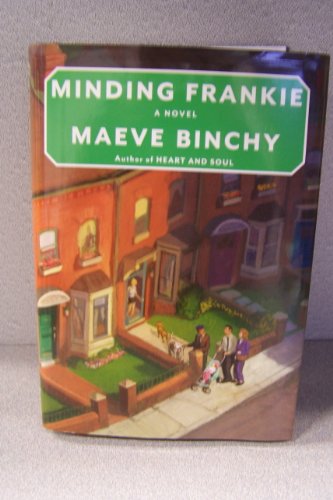 MINDING FRANKIE
A NOVEL
MAEVE BINCHY
Author of HEART AND SOUL